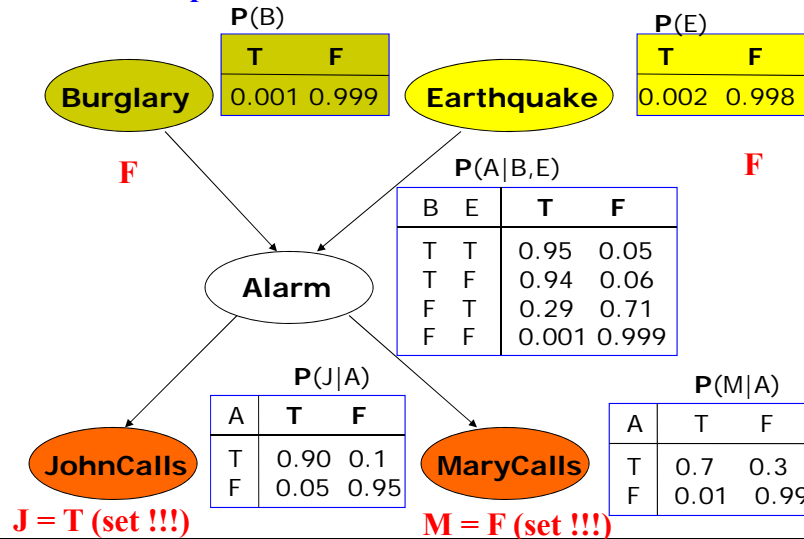 P(B)
T F
0.001 0.999
Burglary
F
P(E)
T F
0.002 0.998
Earthquake
F
P(A|B,E)
B E T F
T T 0.95 0.05
T F 0.94 0.06
F T 0.29 0.71
F F 0.001 0.999
Alarm
P(J|A)
A T F
T 0.90 0.1
F 0.05 0.95
JohnCalls
J = T (set !!!)
P(M|A)
A T F
T 0.7 0.3
F 0.01 0.99
MaryCalls
M = F (set !!!)